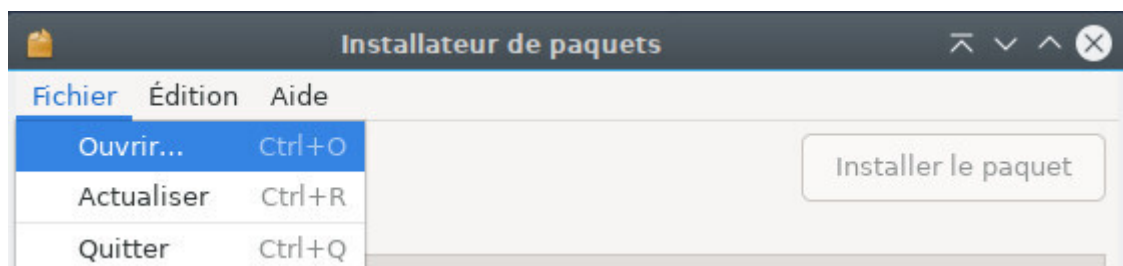 Installateur de paquets
Fichier Édition Aide
Ouvrir... Ctrl+O
Installer le paquet
Actualiser Ctrl+R
Quitter Ctrl+Q